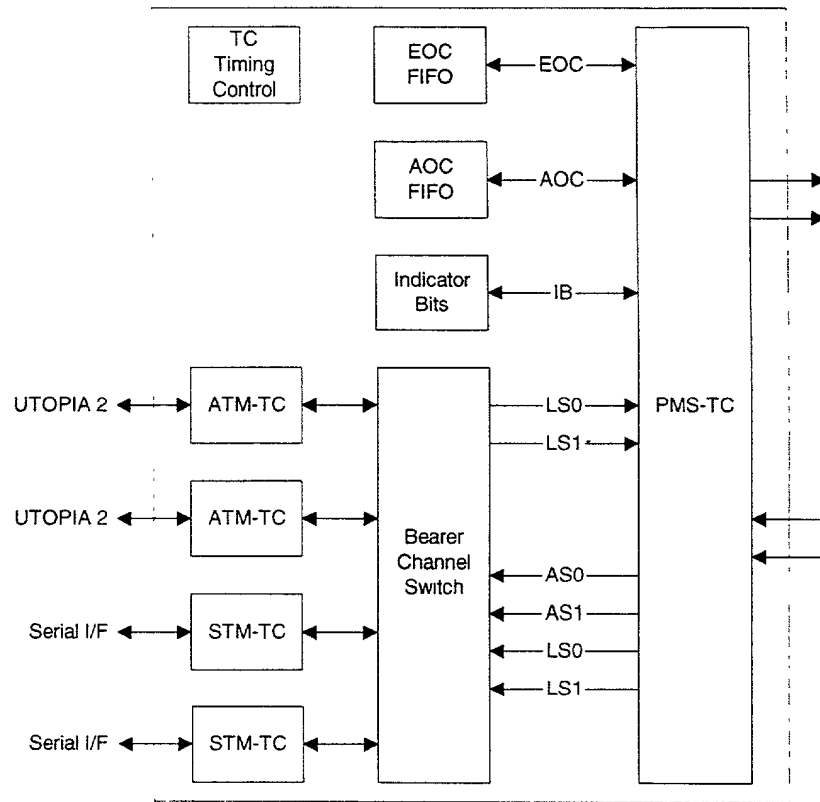 TC
Timing
Control
EOC
FIFO
EOC
AOC
FIFO
AOC
Indicator
Bits
IB
UTOPIA 2
ATM-TC
LS0
PMS-TC
LS1
UTOPIA 2
ATM-TC
Bearer
Channel
Switch
AS0
AS1
Serial I/F
STM-TC
LS0
LS1
Serial I/F
STM-TC